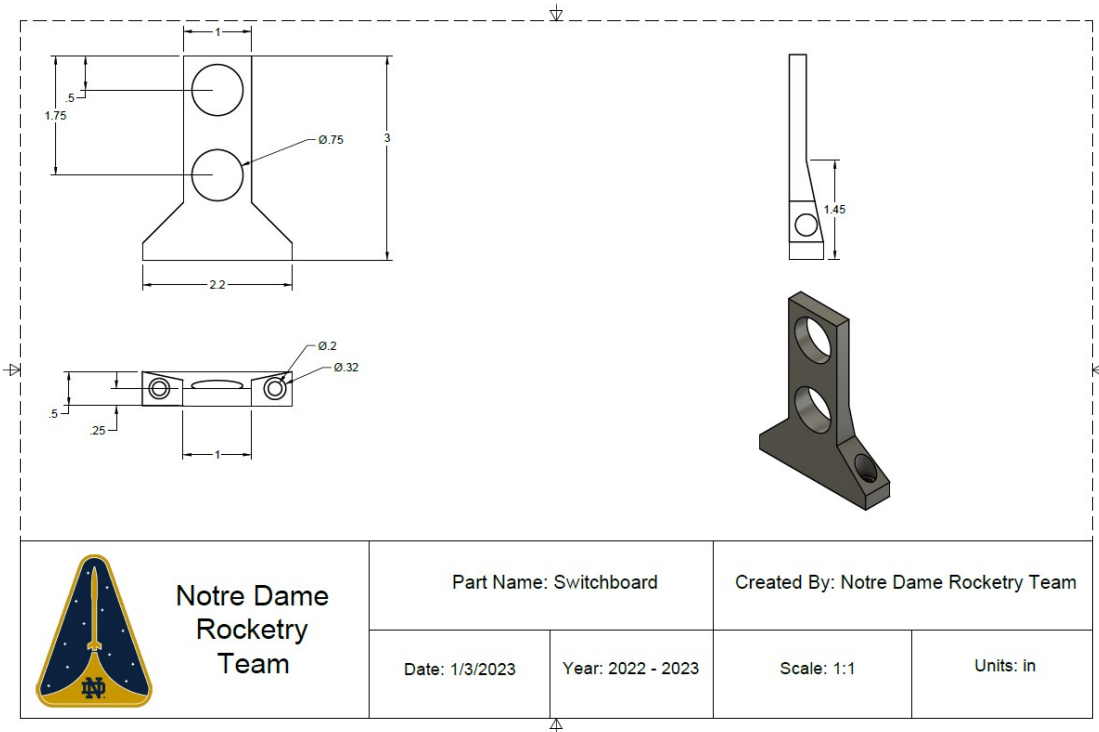 1
.5
1.75
Ø.75
3
2.2
1.45
Ø.2
Ø.32
.5
.25
1
Notre Dame
Rocketry
Team
ND
Part Name: Switchboard
Created By: Notre Dame Rocketry Team
Date: 1/3/2023
Year: 2022 - 2023
Scale: 1:1
Units: in